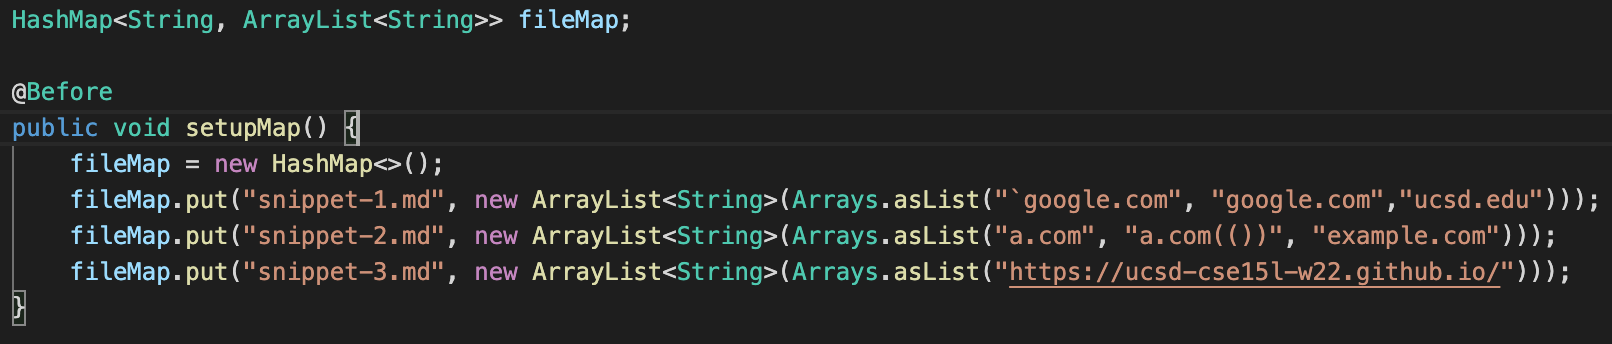 HashMap<String, ArrayList<String>> fileMap;
@Before
public void setupMap() {
fileMap = new HashMap<>();
fileMap.put("snippet-1.md", new ArrayList<String>(Arrays.asList("`google.com", "google.com","ucsd.edu")));
fileMap.put("snippet-2.md", new ArrayList<String>(Arrays.asList("a.com", "a.com(())", "example.com")));
fileMap.put("snippet-3.md", new ArrayList<String>(Arrays.asList("https://ucsd-cse15l-w22.github.io/")));
}